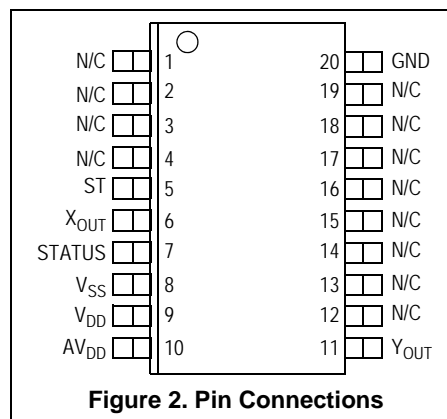 N/C 1 20 GND
N/C 2 19 N/C
N/C 3 18 N/C
N/C 4 17 N/C
ST 5 16 N/C
XOUT 6 15 N/C
STATUS 7 14 N/C
VSS 8 13 N/C
VDD 9 12 N/C
AVDD 10 11 YOUT
Figure 2. Pin Connections